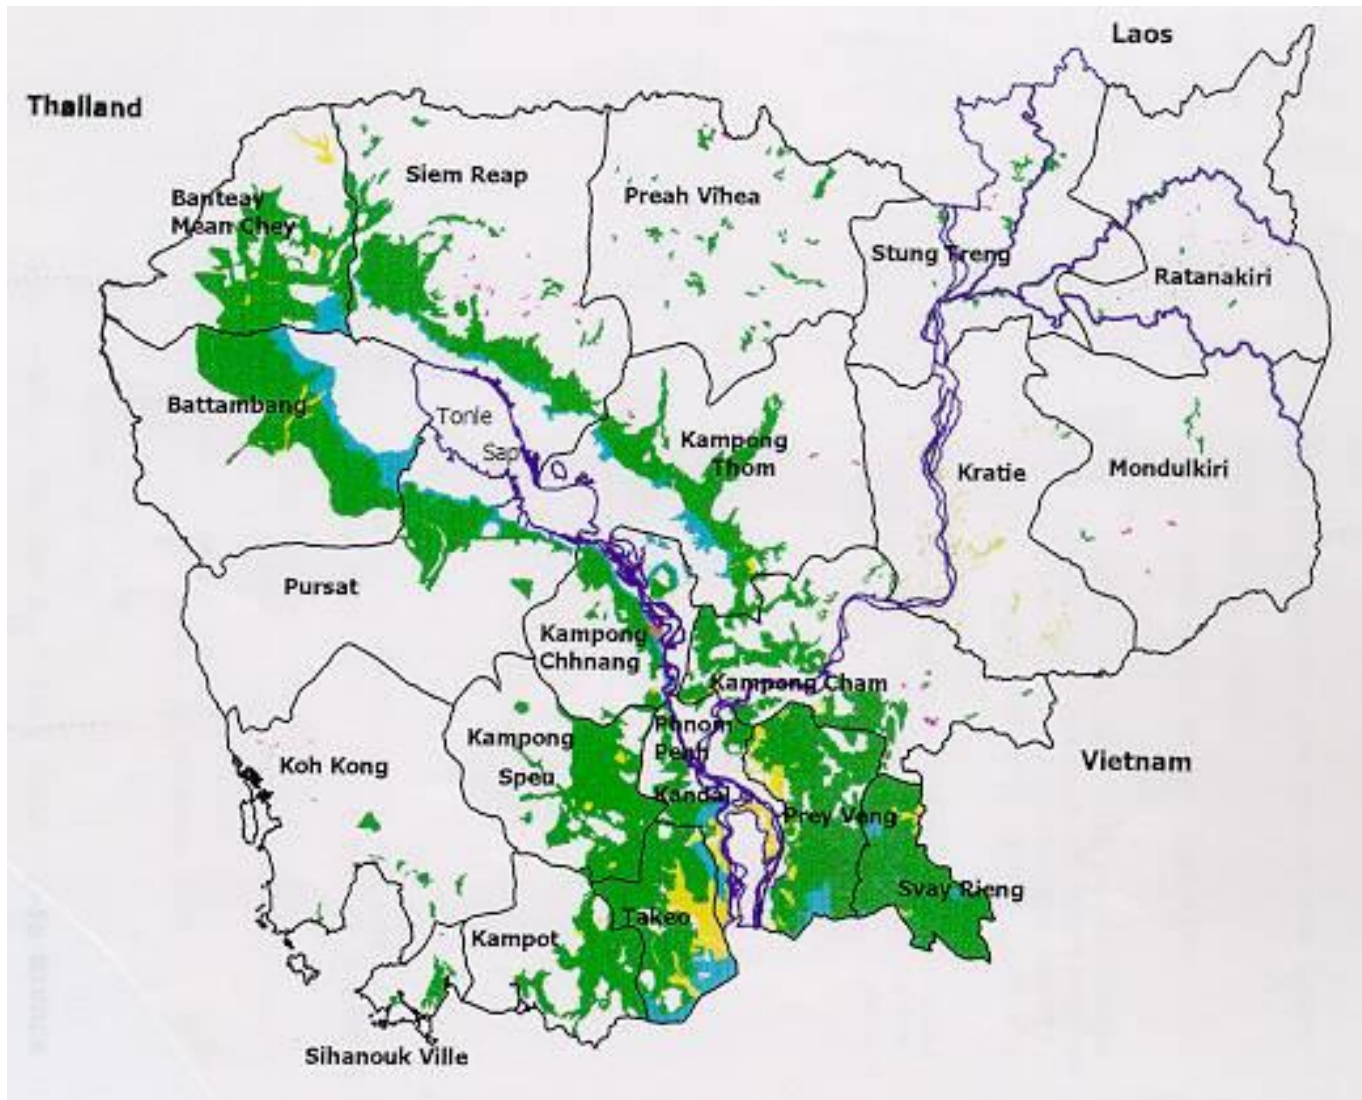 Laos
Thailand
Siem Reap
Banteay
Mean Chey
Preah Vihea
Stung Treng
Ratanakiri
Battambang
Tonle
Sap
Kampong
Thom
Kratie
Mondulkiri
Pursat
Kampong
Chhnang
Kampong Cham
Phnom
Penh
Kampong
Speu
Koh Kong
Vietnam
Kandal
Prey Veng
Svay Rieng
Takeo
Kampot
Sihanouk Ville